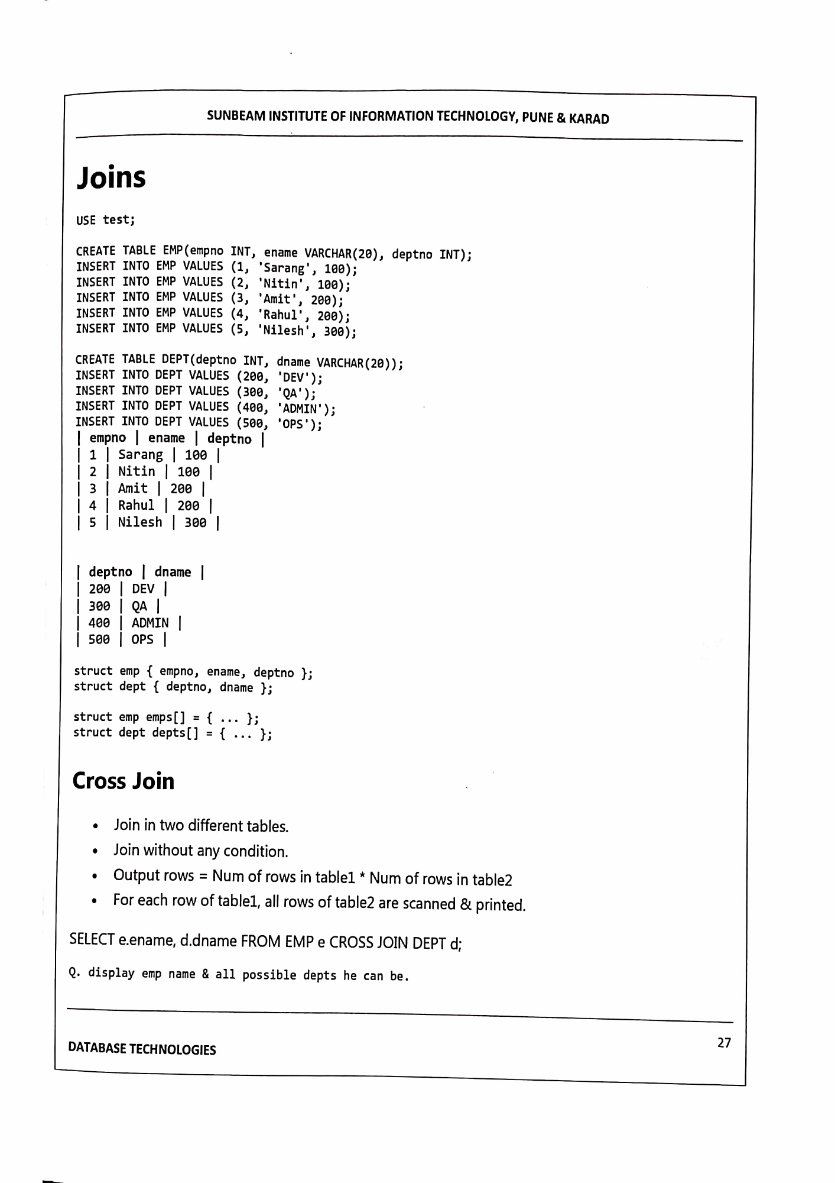 SUNBEAM INSTITUTE OF INFORMATION TECHNOLOGY, PUNE & KARAD
Joins
USE test;
CREATE TABLE EMP(empno INT, ename VARCHAR(20), deptno INT);
INSERT INTO EMP VALUES (1, 'Sarang', 100);
INSERT INTO EMP VALUES (2, 'Nitin', 100);
INSERT INTO EMP VALUES (3, 'Amit', 200);
INSERT INTO EMP VALUES (4, 'Rahul', 200);
INSERT INTO EMP VALUES (5, 'Nilesh', 300);
CREATE TABLE DEPT(deptno INT, dname VARCHAR(20));
INSERT INTO DEPT VALUES (200, 'DEV');
INSERT INTO DEPT VALUES (300, 'QA');
INSERT INTO DEPT VALUES (400, 'ADMIN');
INSERT INTO DEPT VALUES (500, 'OPS');
| empno | ename | deptno |
| 1 | Sarang | 100 |
| 2 | Nitin | 100 |
| 3 | Amit | 200 |
| 4 | Rahul | 200 |
| 5 | Nilesh | 300 |
| deptno | dname |
| 200 | DEV |
| 300 | QA |
| 400 | ADMIN |
| 500 | OPS |
struct emp { empno, ename, deptno };
struct dept { deptno, dname };
struct emp emps[] = { ... };
struct dept depts[] = { ... };
Cross Join
• Join in two different tables.
• Join without any condition.
• Output rows = Num of rows in table1 * Num of rows in table2
• For each row of table1, all rows of table2 are scanned & printed.
SELECT e.ename, d.dname FROM EMP e CROSS JOIN DEPT d;
Q. display emp name & all possible depts he can be.
DATABASE TECHNOLOGIES 27